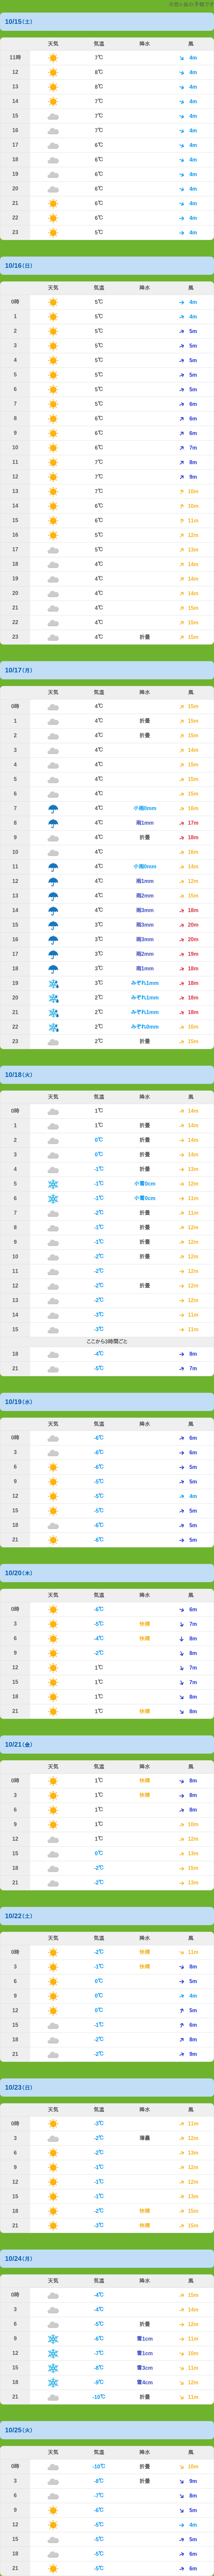 10/15(土)
天気 気温 降水 風
11時 7℃ 4m
12 8℃ 4m
13 8℃ 4m
14 7℃ 4m
15 7℃ 4m
16 7℃ 4m
17 6℃ 4m
18 6℃ 4m
19 6℃ 4m
20 6℃ 4m
21 6℃ 4m
22 6℃ 4m
23 5℃ 4m
10/16(日)
天気 気温 降水 風
0時 5℃ 4m
1 5℃ 4m
2 5℃ 5m
3 5℃ 5m
4 5℃ 5m
5 5℃ 5m
6 5℃ 5m
7 5℃ 6m
8 6℃ 6m
9 6℃ 6m
10 6℃ 7m
11 7℃ 8m
12 7℃ 9m
13 7℃ 10m
14 6℃ 10m
15 6℃ 11m
16 5℃ 12m
17 5℃ 13m
18 4℃ 14m
19 4℃ 14m
20 4℃ 14m
21 4℃ 15m
22 4℃ 15m
23 4℃ 折畳 15m
10/17(月)
天気 気温 降水 風
0時 4℃ 15m
1 4℃ 折畳 15m
2 4℃ 折畳 15m
3 4℃ 14m
4 4℃ 15m
5 4℃ 15m
6 4℃ 15m
7 4℃ 小雨0mm 16m
8 4℃ 雨1mm 17m
9 4℃ 折畳 18m
10 4℃ 16m
11 4℃ 小雨0mm 14m
12 4℃ 雨1mm 12m
13 4℃ 雨2mm 15m
14 4℃ 雨3mm 18m
15 3℃ 雨3mm 20m
16 3℃ 雨3mm 20m
17 3℃ 雨2mm 19m
18 3℃ 雨1mm 18m
19 3℃ みぞれ1mm 18m
20 2℃ みぞれ1mm 18m
21 2℃ みぞれ1mm 18m
22 2℃ みぞれ0mm 16m
23 2℃ 折畳 15m
10/18(火)
天気 気温 降水 風
0時 1℃ 14m
1 1℃ 折畳 14m
2 0℃ 折畳 14m
3 0℃ 折畳 14m
4 -1℃ 折畳 13m
5 -1℃ 小雪0cm 12m
6 -1℃ 小雪0cm 11m
7 -2℃ 折畳 11m
8 -1℃ 折畳 12m
9 -1℃ 折畳 12m
10 -2℃ 折畳 12m
11 -2℃ 12m
12 -2℃ 折畳 12m
13 -2℃ 12m
14 -3℃ 11m
15 -3℃ 11m
ここから3時間ごと
18 -4℃ 8m
21 -5℃ 7m
10/19(水)
天気 気温 降水 風
0時 -6℃ 6m
3 -6℃ 6m
6 -6℃ 5m
9 -5℃ 5m
12 -5℃ 4m
15 -5℃ 5m
18 -6℃ 5m
21 -6℃ 5m
10/20(木)
天気 気温 降水 風
0時 -6℃ 6m
3 -5℃ 快晴 7m
6 -4℃ 快晴 8m
9 -2℃ 8m
12 1℃ 7m
15 1℃ 7m
18 1℃ 8m
21 1℃ 快晴 8m
10/21(金)
天気 気温 降水 風
0時 1℃ 快晴 8m
3 1℃ 快晴 8m
6 1℃ 8m
9 1℃ 10m
12 1℃ 12m
15 0℃ 13m
18 -2℃ 15m
21 -2℃ 13m
10/22(土)
天気 気温 降水 風
0時 -2℃ 快晴 11m
3 -1℃ 快晴 8m
6 0℃ 5m
9 0℃ 4m
12 0℃ 5m
15 -1℃ 6m
18 -2℃ 8m
21 -2℃ 9m
10/23(日)
天気 気温 降水 風
0時 -3℃ 11m
3 -2℃ 薄曇 12m
6 -2℃ 13m
9 -1℃ 12m
12 -1℃ 12m
15 -1℃ 13m
18 -2℃ 快晴 15m
21 -3℃ 快晴 15m
10/24(月)
天気 気温 降水 風
0時 -4℃ 15m
3 -4℃ 14m
6 -5℃ 折畳 12m
9 -6℃ 雪1cm 11m
12 -7℃ 雪1cm 10m
15 -8℃ 雪3cm 11m
18 -9℃ 雪4cm 12m
21 -10℃ 折畳 11m
10/25(火)
天気 気温 降水 風
0時 -10℃ 折畳 10m
3 -8℃ 折畳 9m
6 -7℃ 8m
9 -6℃ 5m
12 -5℃ 4m
15 -5℃ 5m
18 -5℃ 6m
21 -5℃ 6m